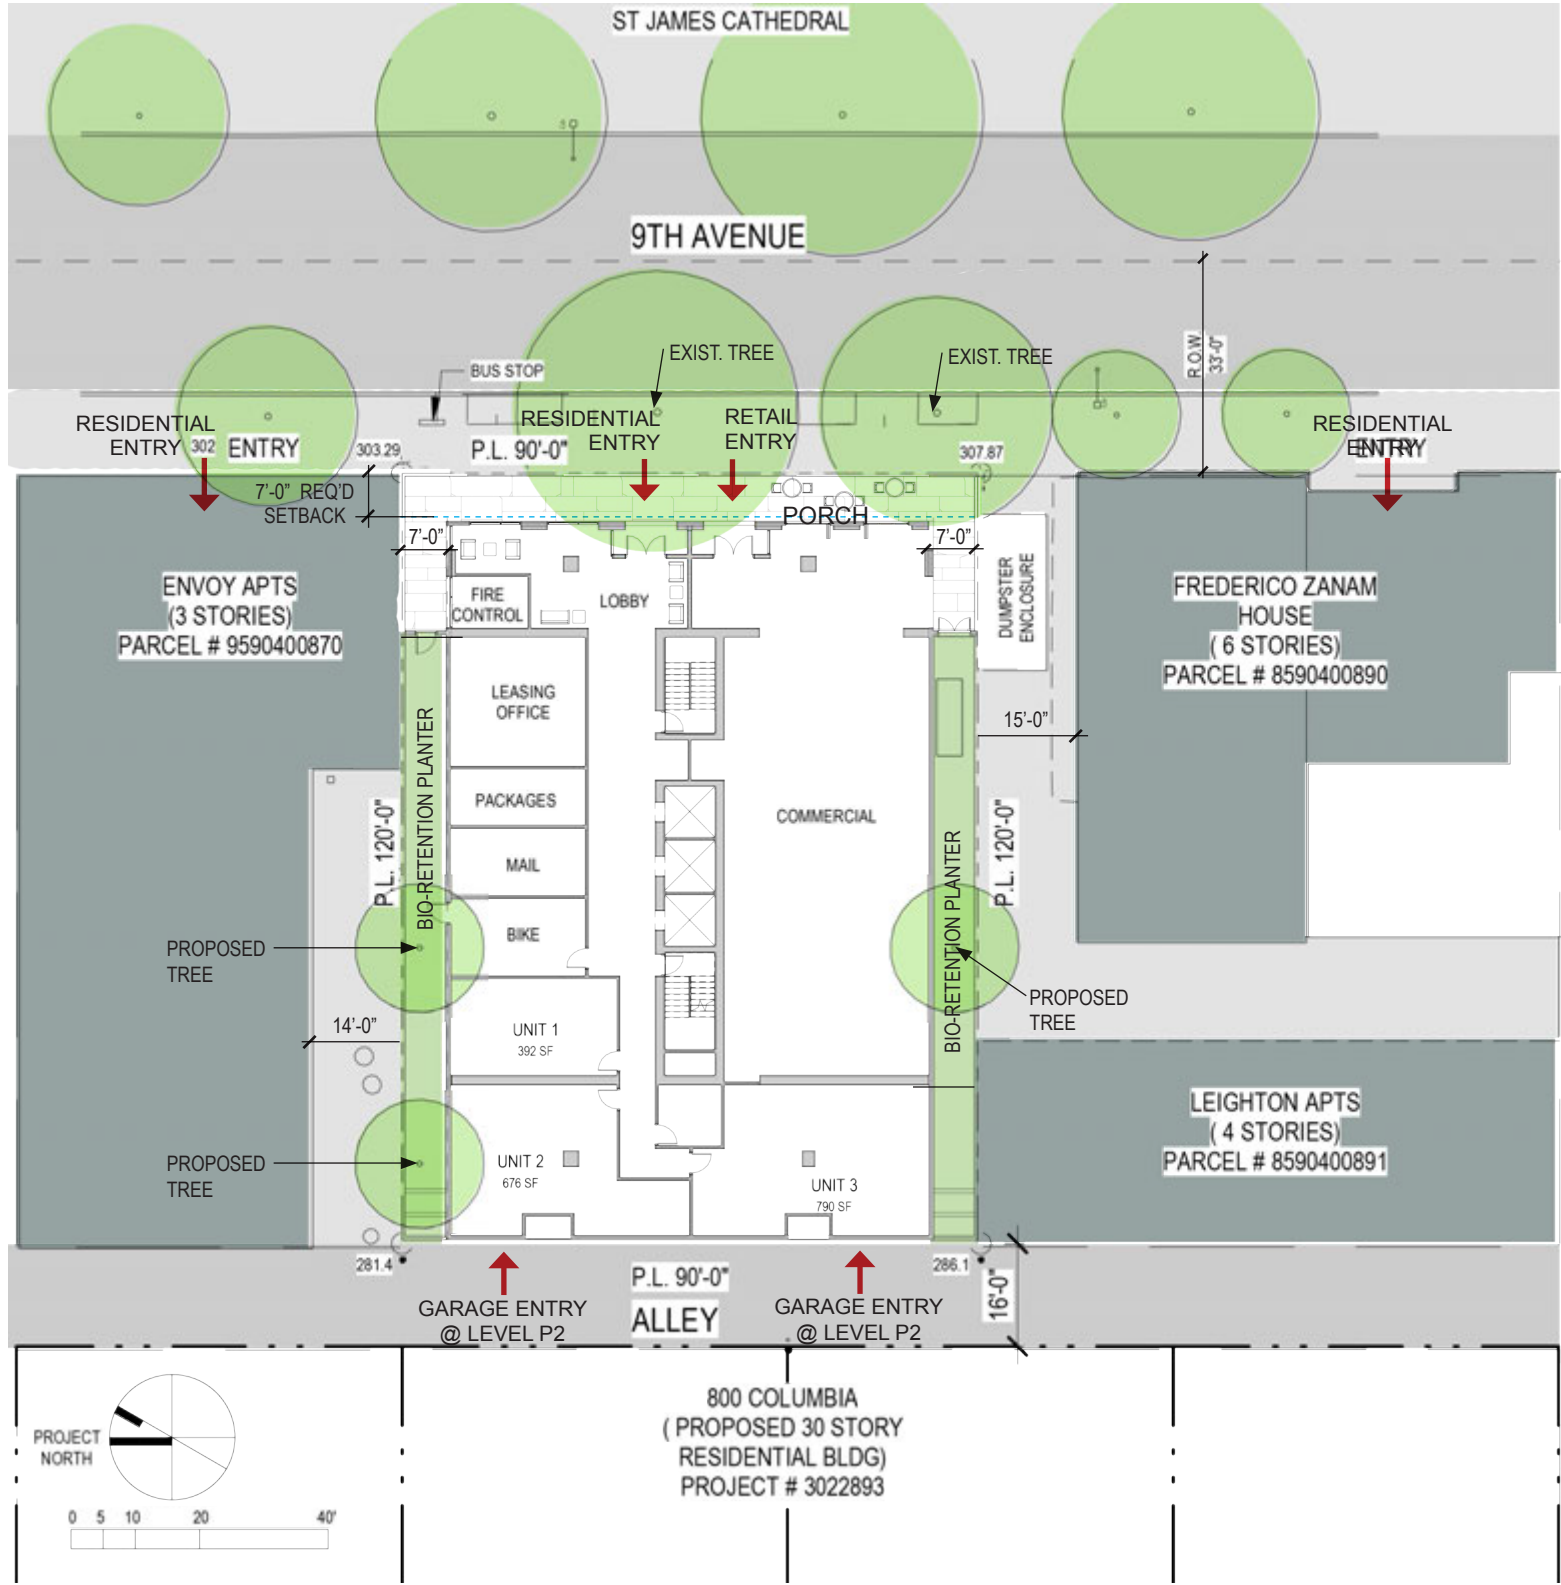 ST JAMES CATHEDRAL
9TH AVENUE
R.O.W.
33'-0"
EXIST. TREE
EXIST. TREE
BUS STOP
RESIDENTIAL
ENTRY
302
ENTRY
303.29
P.L. 90'-0"
RESIDENTIAL
ENTRY
RETAIL
ENTRY
307.87
RESIDENTIAL
ENTRY
ENTRY
7'-0" REQ'D
SETBACK
PORCH
7'-0"
7'-0"
ENVOY APTS
(3 STORIES)
PARCEL # 9590400870
FIRE
CONTROL
LOBBY
DUMPSTER
ENCLOSURE
FREDERICO ZANAM
HOUSE
( 6 STORIES)
PARCEL # 8590400890
LEASING
OFFICE
15'-0"
BIO-RETENTION PLANTER
PACKAGES
COMMERCIAL
P.L. 120'-0"
P.L. 120'-0"
MAIL
BIO-RETENTION PLANTER
BIKE
PROPOSED
TREE
PROPOSED
TREE
14'-0"
UNIT 1
392 SF
LEIGHTON APTS
( 4 STORIES)
PARCEL # 8590400891
PROPOSED
TREE
UNIT 2
676 SF
UNIT 3
790 SF
281.4
286.1
P.L. 90'-0"
16'-0"
GARAGE ENTRY
@ LEVEL P2
ALLEY
GARAGE ENTRY
@ LEVEL P2
800 COLUMBIA
( PROPOSED 30 STORY
RESIDENTIAL BLDG)
PROJECT # 3022893
PROJECT
NORTH
0 5 10 20 40'